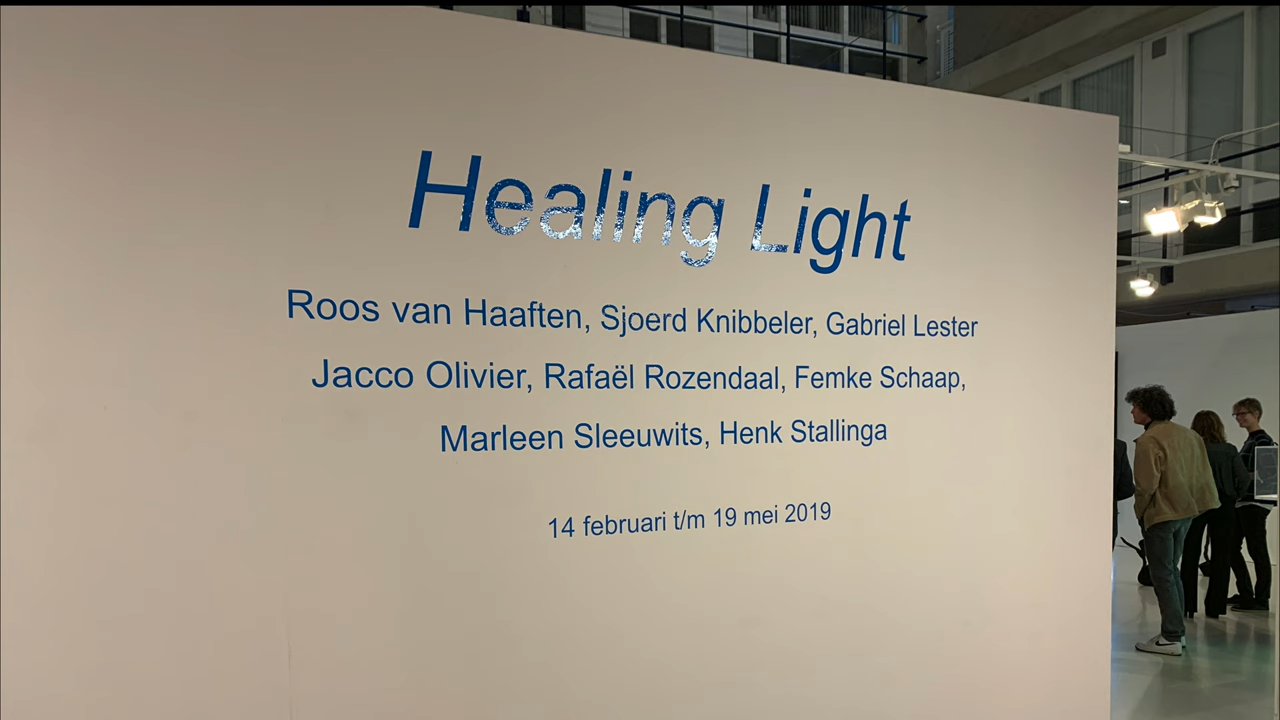 Healing Light
Roos van Haaften, Sjoerd Knibbeler, Gabriel Lester
Jacco Olivier, Rafaël Rozendaal, Femke Schaap,
Marleen Sleeuwits, Henk Stallinga
14 februari t/m 19 mei 2019